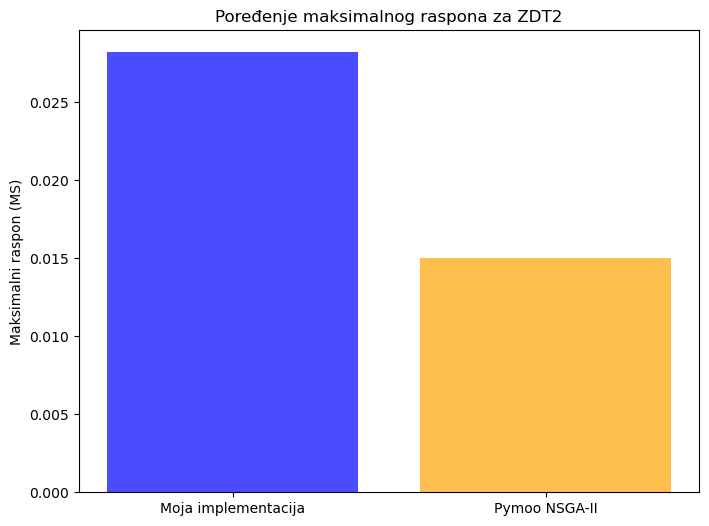 Poređenje maksimalnog raspona za ZDT2
Maksimalni raspon (MS)
0.025
0.020
0.015
0.010
0.005
0.000
Moja implementacija
Pymoo NSGA-II